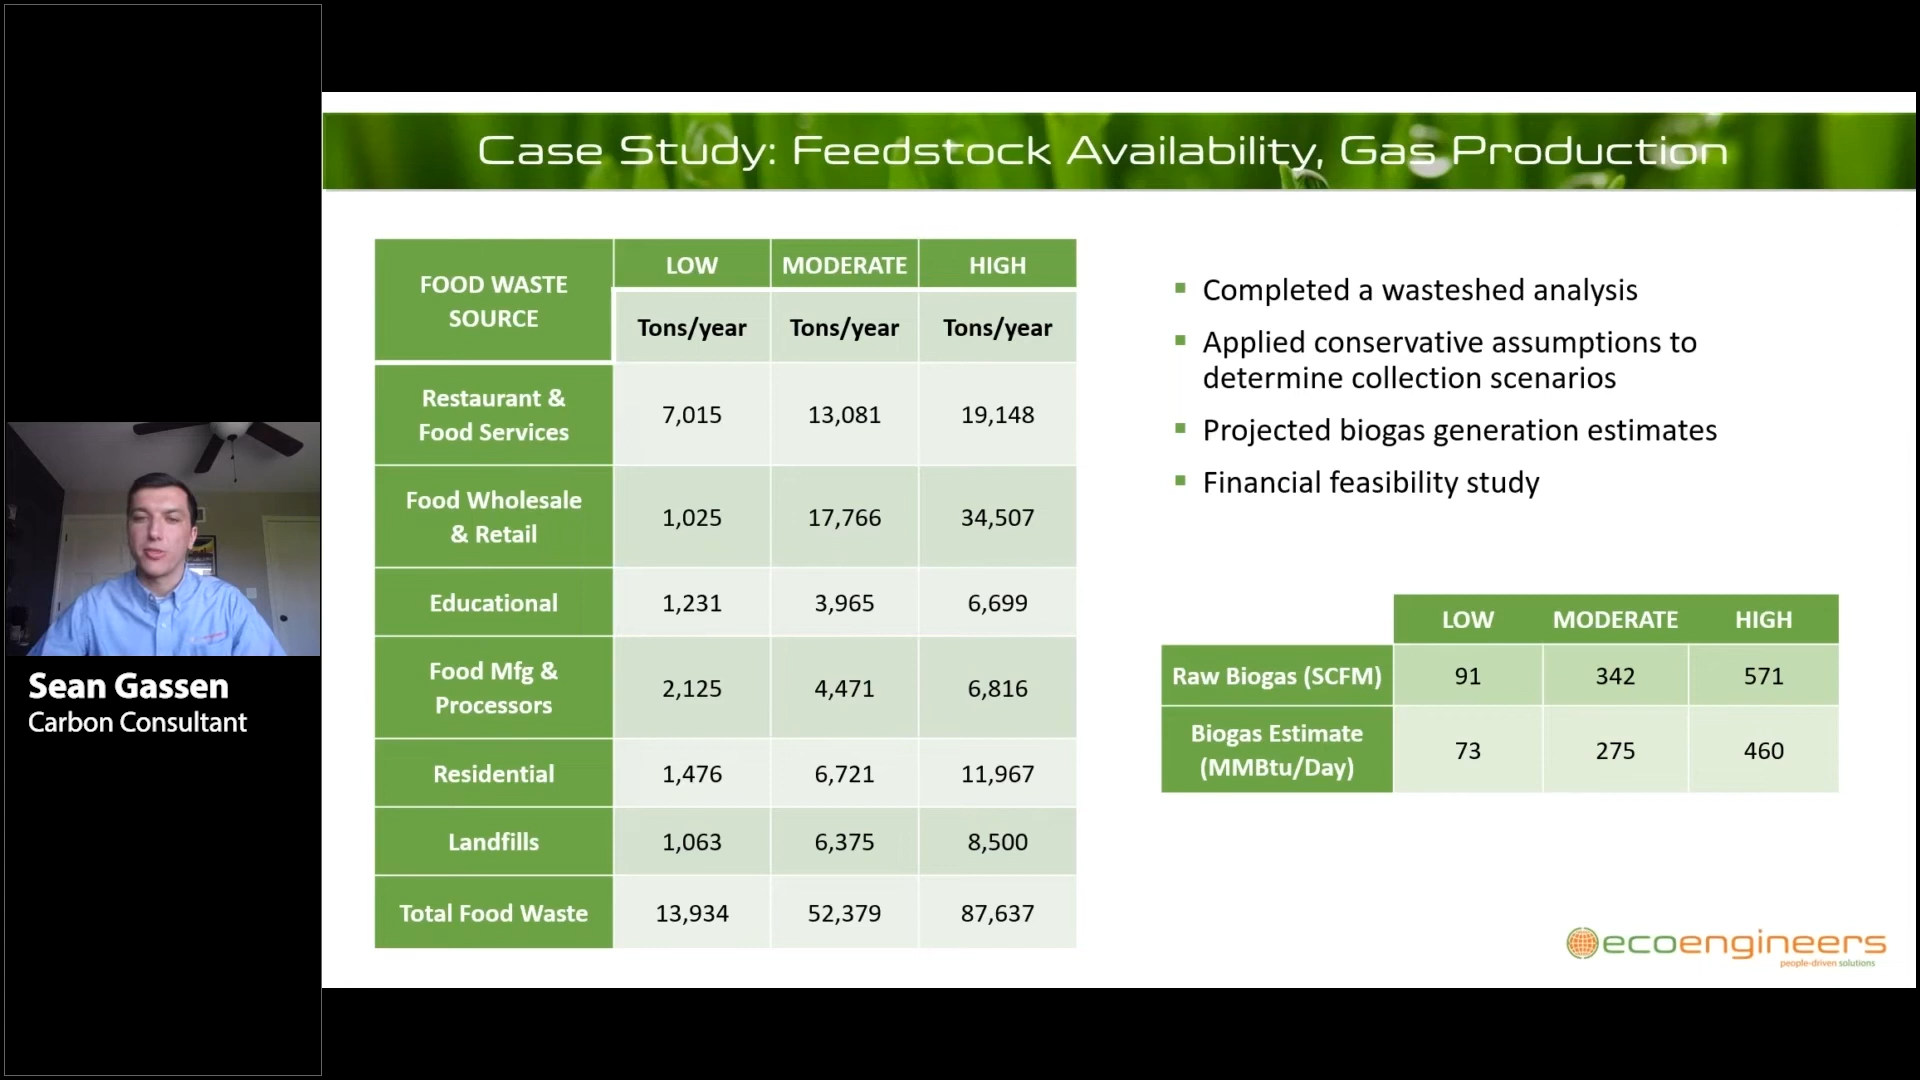 Case Study: Feedstock Availability, Gas Production
FOOD WASTE
SOURCE
LOW
MODERATE
HIGH
Tons/year
Tons/year
Tons/year
Restaurant &
Food Services
7,015
13,081
19,148
Food Wholesale
& Retail
1,025
17,766
34,507
Educational
1,231
3,965
6,699
Food Mfg &
Processors
2,125
4,471
6,816
Residential
1,476
6,721
11,967
Landfills
1,063
6,375
8,500
Total Food Waste
13,934
52,379
87,637
Completed a wasteshed analysis
Applied conservative assumptions to
determine collection scenarios
Projected biogas generation estimates
Financial feasibility study
LOW
MODERATE
HIGH
Raw Biogas (SCFM)
91
342
571
Biogas Estimate
(MMBtu/Day)
73
275
460
ecoengineers
people-driven solutions
Sean Gassen
Carbon Consultant